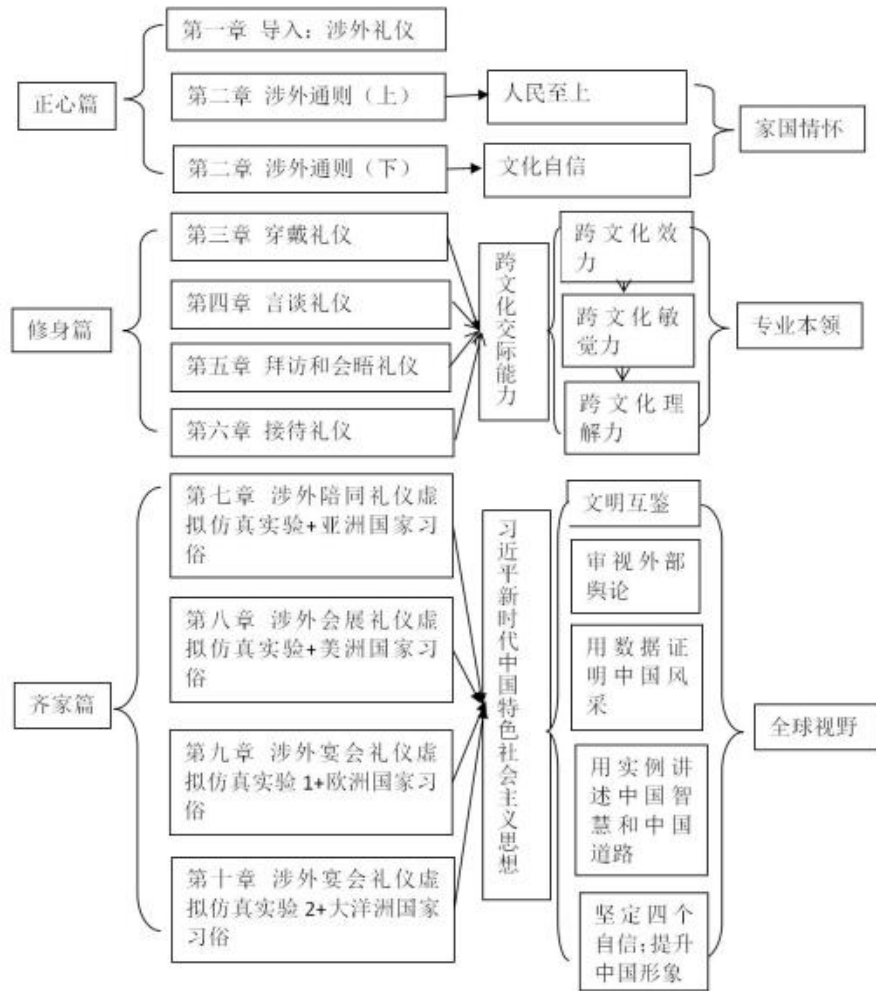 正心篇
第一章 导入：涉外礼仪
第二章 涉外通则（上）
人民至上
第二章 涉外通则（下）
文化自信
家国情怀
修身篇
第三章 穿戴礼仪
第四章 言谈礼仪
第五章 拜访和会晤礼仪
第六章 接待礼仪
跨文化交际能力
跨文化效
力
跨文化敏
觉力
跨文化理
解力
专业本领
齐家篇
第七章 涉外陪同礼仪虚
拟仿真实验+亚洲国家习
俗
第八章 涉外会展礼仪虚
拟仿真实验+美洲国家习
俗
第九章 涉外宴会礼仪虚
拟仿真实验 1+欧洲国家习
俗
第十章 涉外宴会礼仪虚
拟仿真实验 2+大洋洲国家
习俗
习近平新时代中国特色社会主义思想
文明互鉴
审视外部
舆论
用数据证
明中国风
采
用实例讲
述中国智
慧和中国
道路
坚定四个
自信；提升
中国形象
全球视野